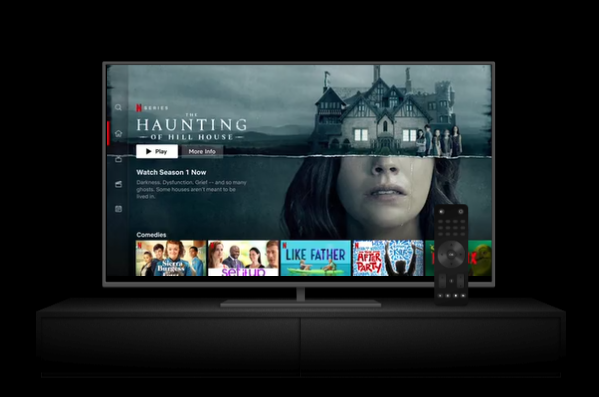 N SERIES
THE
HAUNTING
OF HILL HOUSE
Play
More Info
Watch Season 1 Now
Darkness. Dysfunction. Grief -- and so many
ghosts. Some houses aren't meant to be
lived in.
Comedies
Sierra
Burgess
set it up
LIKE FATHER
THE
AFTER
PARTY